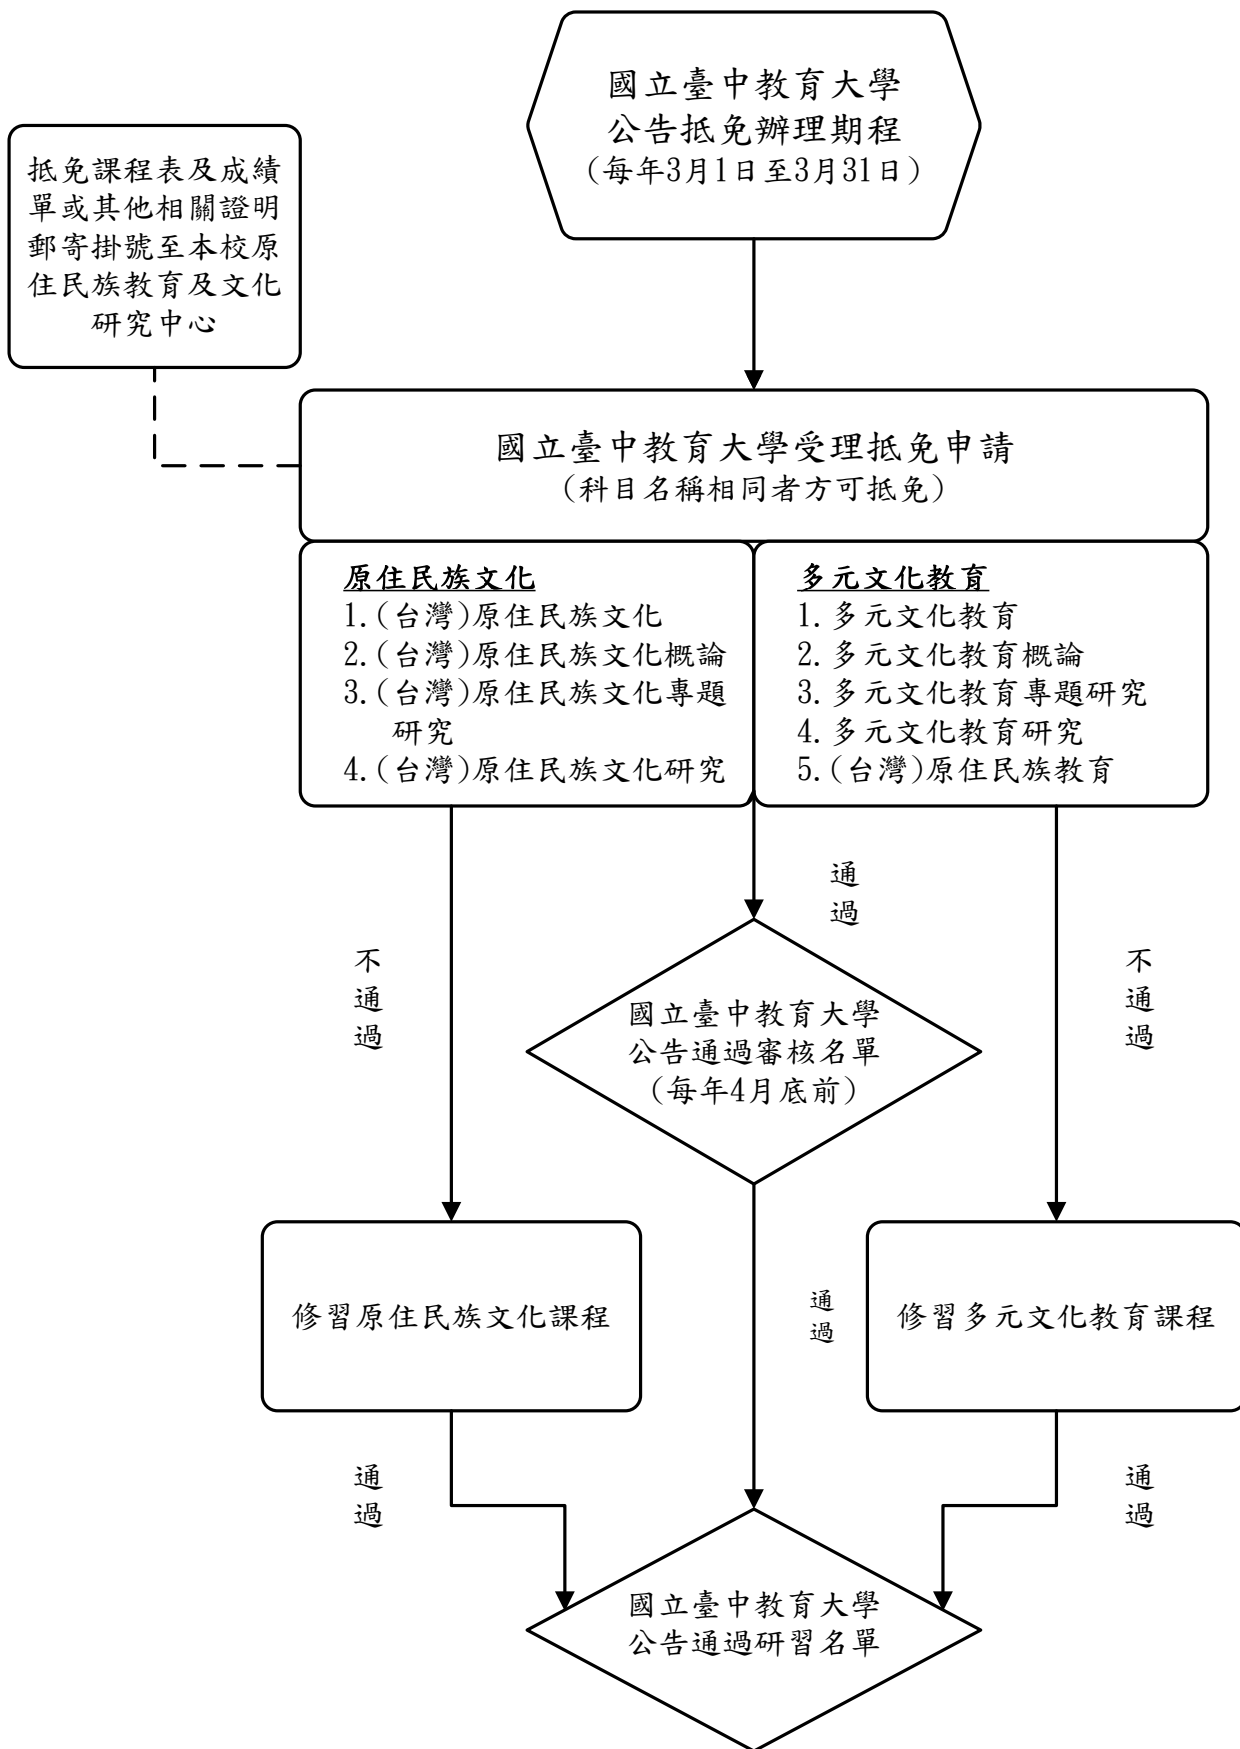 國立臺中教育大學
公告抵免辦理期程
(每年3月1日至3月31日)
抵免課程表及成績
單或其他相關證明
郵寄掛號至本校原
住民族教育及文化
研究中心
國立臺中教育大學受理抵免申請
(科目名稱相同者方可抵免)
原住民族文化
1.(台灣)原住民族文化
2.(台灣)原住民族文化概論
3.(台灣)原住民族文化專題
研究
4.(台灣)原住民族文化研究
多元文化教育
1.多元文化教育
2.多元文化教育概論
3.多元文化教育專題研究
4.多元文化教育研究
5.(台灣)原住民族教育
通過
不通過
不通過
國立臺中教育大學
公告通過審核名單
(每年4月底前)
修習原住民族文化課程
通過
修習多元文化教育課程
通過
通過
國立臺中教育大學
公告通過研習名單